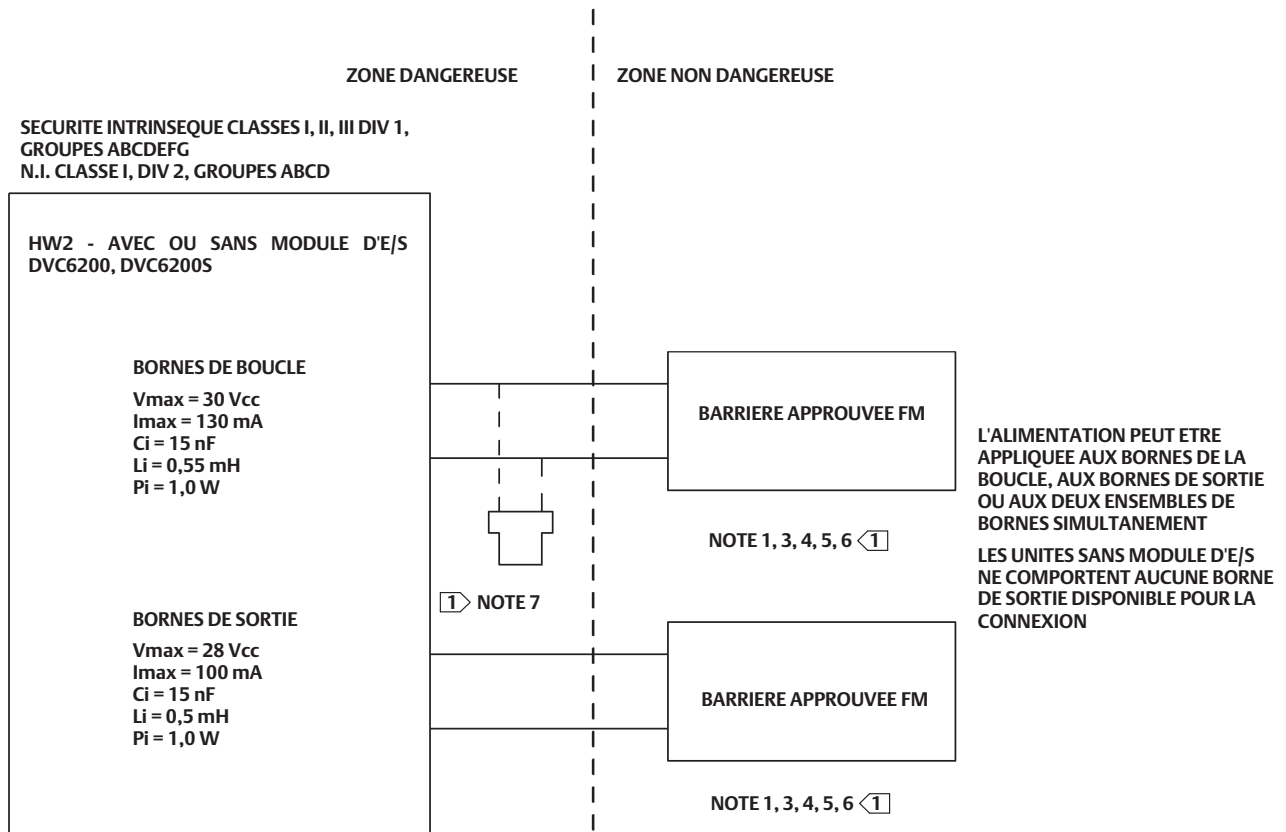 ZONE DANGEREUSE
ZONE NON DANGEREUSE
SECURITE INTRINSEQUE CLASSES I, II, III DIV 1,
GROUPES ABCDEFG
N.I. CLASSE I, DIV 2, GROUPES ABCD
HW2 - AVEC OU SANS MODULE D'E/S
DVC6200, DVC6200S
BORNES DE BOUCLE
Vmax = 30 Vcc
Imax = 130 mA
Ci = 15 nF
Li = 0,55 mH
Pi = 1,0 W
BARRIERE APPROUVEE FM
NOTE 1, 3, 4, 5, 6 1
L'ALIMENTATION PEUT ETRE
APPLIQUEE AUX BORNES DE LA
BOUCLE, AUX BORNES DE SORTIE
OU AUX DEUX ENSEMBLES DE
BORNES SIMULTANEMENT
LES UNITES SANS MODULE D'E/S
NE COMPORTENT AUCUNE BORNE
DE SORTIE DISPONIBLE POUR LA
CONNEXION
1 NOTE 7
BORNES DE SORTIE
Vmax = 28 Vcc
Imax = 100 mA
Ci = 15 nF
Li = 0,5 mH
Pi = 1,0 W
BARRIERE APPROUVEE FM
NOTE 1, 3, 4, 5, 6 1